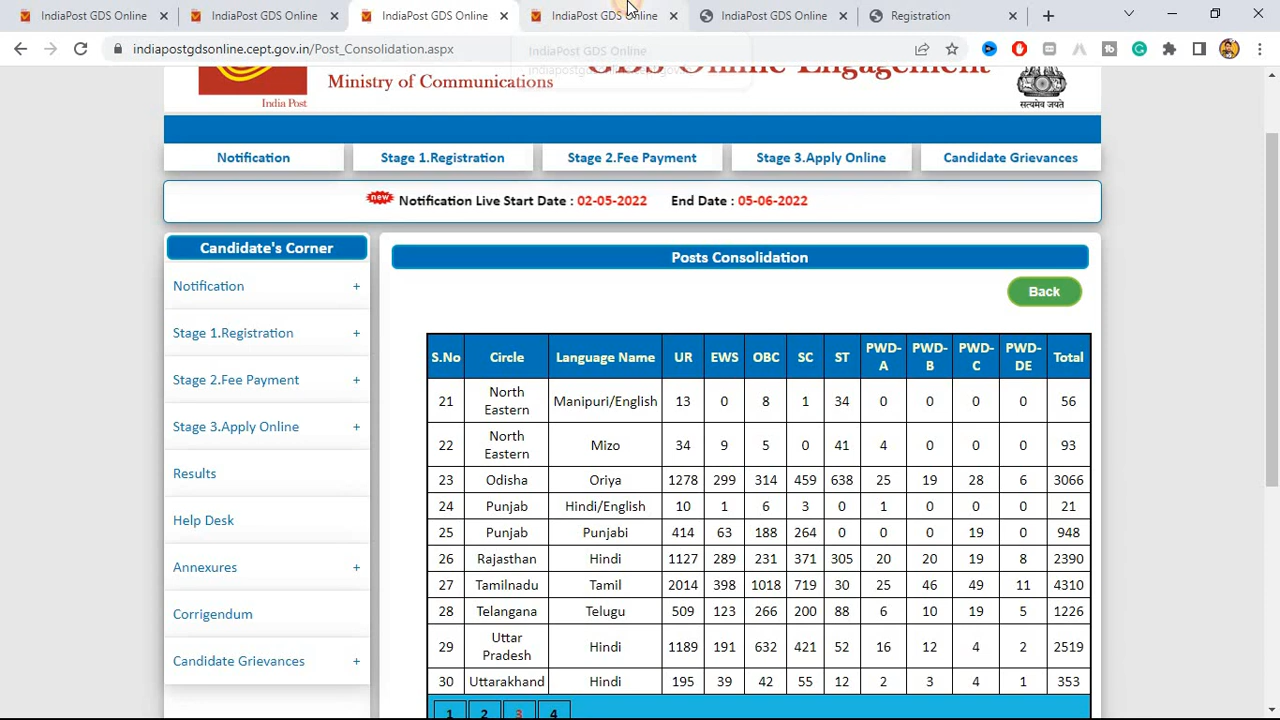 IndiaPost GDS Online
IndiaPost GDS Online
IndiaPost GDS Online
IndiaPost GDS Online
IndiaPost GDS Online
Registration
indiapostgdsonline.cept.gov.in/Post_Consolidation.aspx
IndiaPost GDS Online
India Post
Ministry of Communications
GDS Online Engagement
सत्यमेव जयते
Notification
Stage 1.Registration
Stage 2.Fee Payment
Stage 3.Apply Online
Candidate Grievances
new Notification Live Start Date : 02-05-2022 End Date : 05-06-2022
Candidate's Corner
Notification +
Stage 1.Registration +
Stage 2.Fee Payment +
Stage 3.Apply Online +
Results
Help Desk
Annexures +
Corrigendum
Candidate Grievances +
Posts Consolidation
Back
S.No Circle Language Name UR EWS OBC SC ST PWD-A PWD-B PWD-C PWD-DE Total
21 North Eastern Manipuri/English 13 0 8 1 34 0 0 0 0 56
22 North Eastern Mizo 34 9 5 0 41 4 0 0 0 93
23 Odisha Oriya 1278 299 314 459 638 25 19 28 6 3066
24 Punjab Hindi/English 10 1 6 3 0 1 0 0 0 21
25 Punjab Punjabi 414 63 188 264 0 0 0 19 0 948
26 Rajasthan Hindi 1127 289 231 371 305 20 20 19 8 2390
27 Tamilnadu Tamil 2014 398 1018 719 30 25 46 49 11 4310
28 Telangana Telugu 509 123 266 200 88 6 10 19 5 1226
29 Uttar Pradesh Hindi 1189 191 632 421 52 16 12 4 2 2519
30 Uttarakhand Hindi 195 39 42 55 12 2 3 4 1 353
1 2 3 4